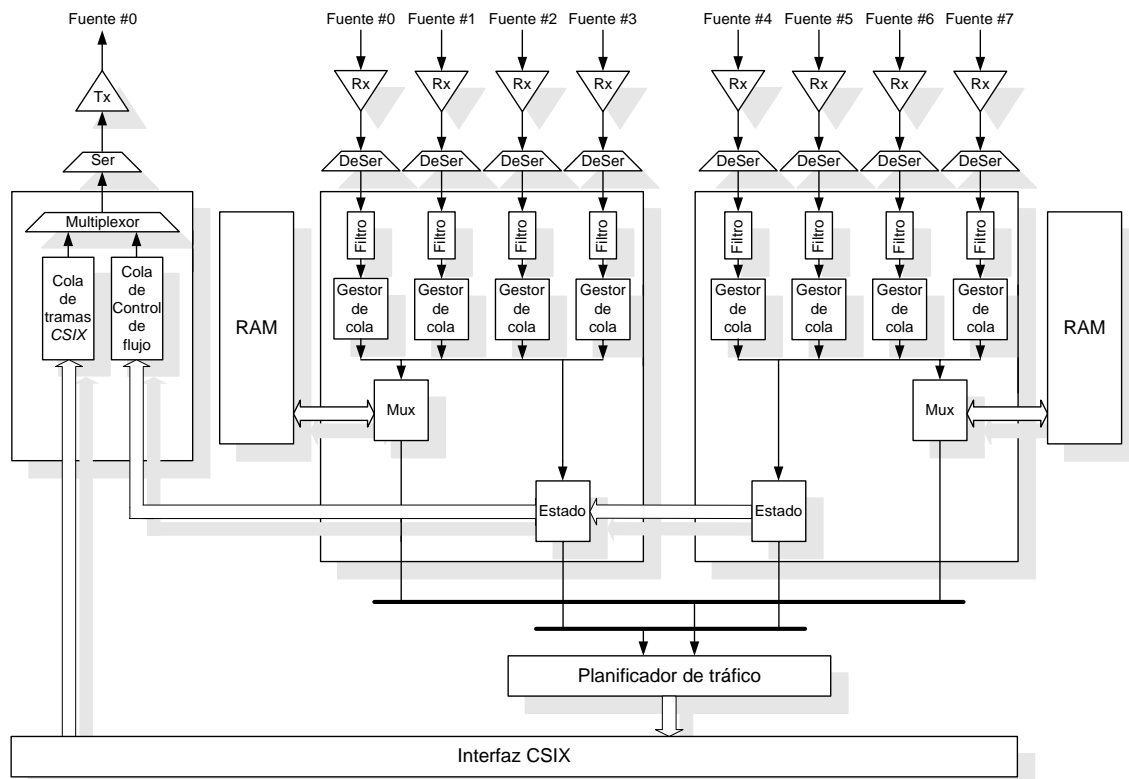 Fuente #0
Fuente #0
Fuente #1
Fuente #2
Fuente #3
Fuente #4
Fuente #5
Fuente #6
Fuente #7
Tx
Rx
Rx
Rx
Rx
Rx
Rx
Rx
Rx
Ser
DeSer
DeSer
DeSer
DeSer
DeSer
DeSer
DeSer
DeSer
Multiplexor
Filtro
Filtro
Filtro
Filtro
Filtro
Filtro
Filtro
Filtro
Cola
de
tramas
CSIX
Cola
de
Control
de
flujo
Gestor
de
cola
Gestor
de
cola
Gestor
de
cola
Gestor
de
cola
Gestor
de
cola
Gestor
de
cola
Gestor
de
cola
Gestor
de
cola
RAM
RAM
Mux
Mux
Estado
Estado
Planificador de tráfico
Interfaz CSIX